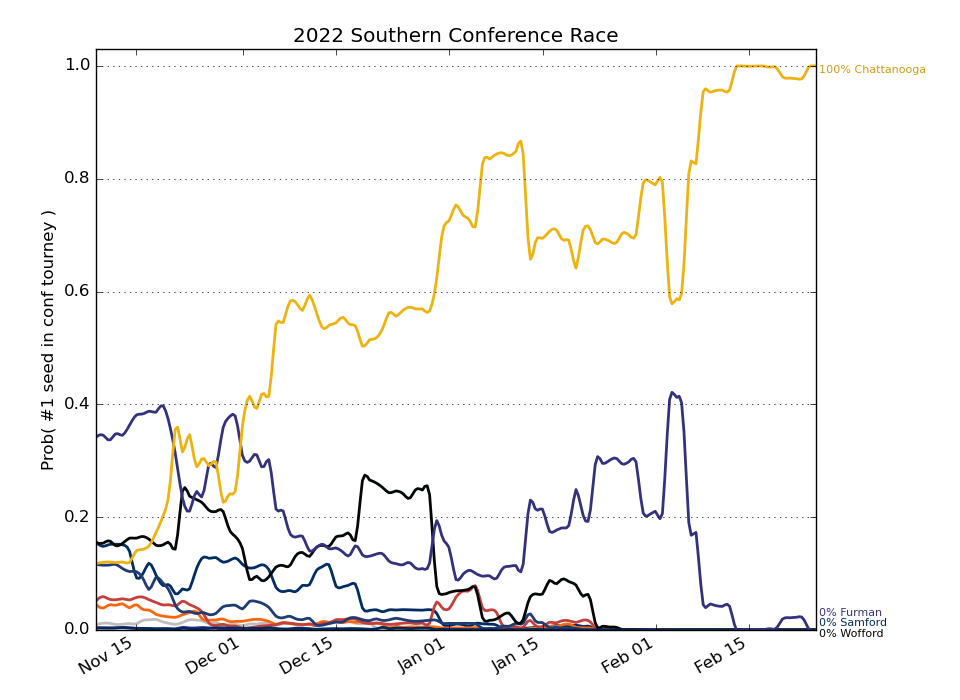 2022 Southern Conference Race
Prob( #1 seed in conf tourney )
1.0
0.8
0.6
0.4
0.2
0.0
100% Chattanooga
0% Furman
0% Samford
0% Wofford
Nov 15
Dec 01
Dec 15
Jan 01
Jan 15
Feb 01
Feb 15